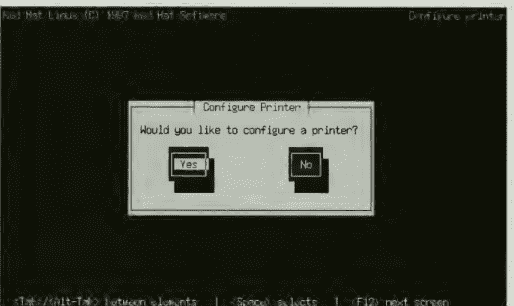 Red Hat Linux (C) 1997 Red Hat Software
Configure printer
Configure Printer
Would you like to configure a printer?
Yes
No
<Tab>/<Alt-Tab> between elements | <Space> selects | <F12> next screen